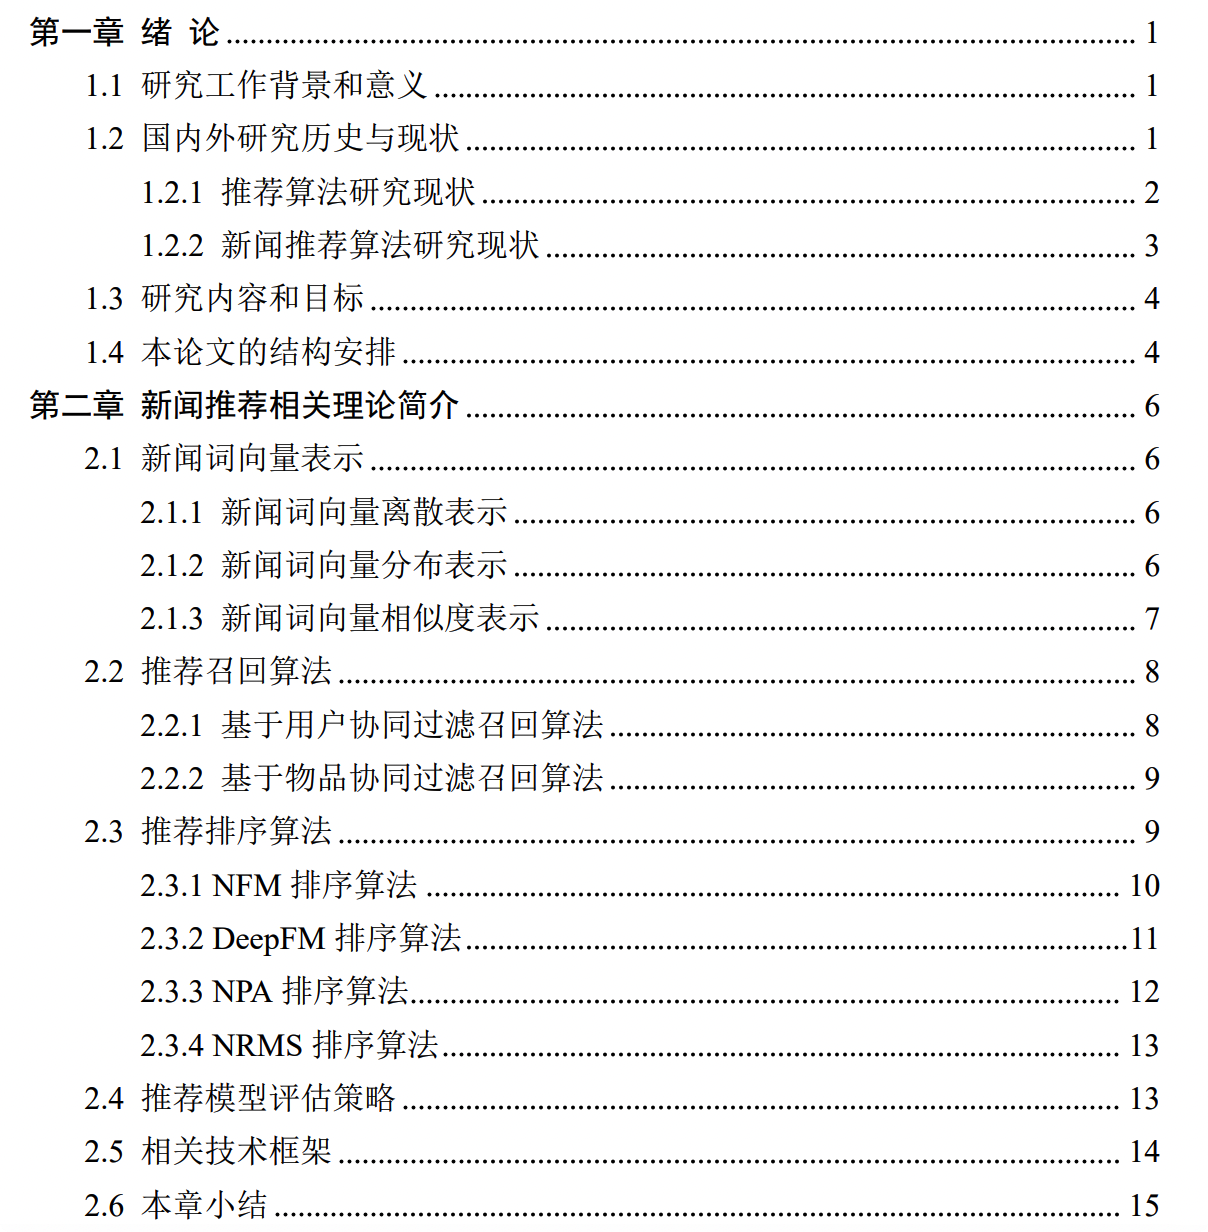 第一章 绪 论 1
1.1 研究工作背景和意义 1
1.2 国内外研究历史与现状 1
1.2.1 推荐算法研究现状 2
1.2.2 新闻推荐算法研究现状 3
1.3 研究内容和目标 4
1.4 本论文的结构安排 4
第二章 新闻推荐相关理论简介 6
2.1 新闻词向量表示 6
2.1.1 新闻词向量离散表示 6
2.1.2 新闻词向量分布表示 6
2.1.3 新闻词向量相似度表示 7
2.2 推荐召回算法 8
2.2.1 基于用户协同过滤召回算法 8
2.2.2 基于物品协同过滤召回算法 9
2.3 推荐排序算法 9
2.3.1 NFM 排序算法 10
2.3.2 DeepFM 排序算法 11
2.3.3 NPA 排序算法 12
2.3.4 NRMS 排序算法 13
2.4 推荐模型评估策略 13
2.5 相关技术框架 14
2.6 本章小结 15